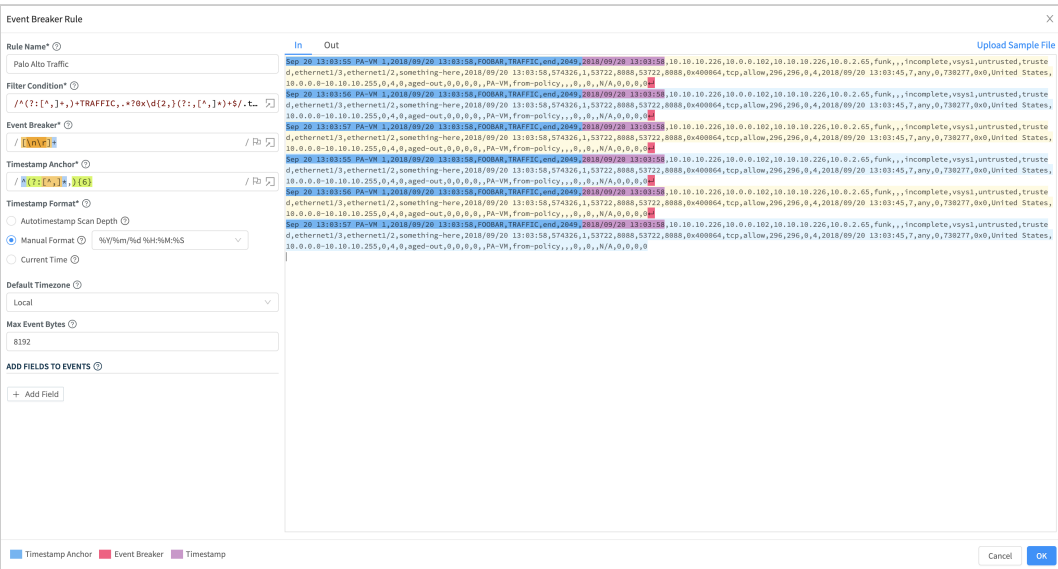 Event Breaker Rule
Rule Name*
Palo Alto Traffic
Filter Condition*
/^(?:[^,]+,)+TRAFFIC,.*?0x\d{2,}(?:,[^,]*)+$/.t...
Event Breaker*
/ [\n\r]+ /
Timestamp Anchor*
/ ^(?:[^,]*,){6} /
Timestamp Format*
Autotimestamp Scan Depth
Manual Format %Y/%m/%d %H:%M:%S
Current Time
Default Timezone
Local
Max Event Bytes
8192
ADD FIELDS TO EVENTS
+ Add Field
In Out Upload Sample File
Sep 20 13:03:55 PA-VM 1,2018/09/20 13:03:58,FOOBAR,TRAFFIC,end,2049,2018/09/20 13:03:58,10.10.10.226,10.0.0.102,10.10.10.226,10.0.2.65,funk,,,incomplete,vsys1,untrusted,truste
d,ethernet1/3,ethernet1/2,something-here,2018/09/20 13:03:58,574326,1,53722,8088,53722,8088,0x400064,tcp,allow,296,296,0,4,2018/09/20 13:03:45,7,any,0,730277,0x0,United States,
10.0.0.0-10.10.10.255,0,4,0,aged-out,0,0,0,0,,PA-VM,from-policy,,,0,,0,,N/A,0,0,0,0↵
Sep 20 13:03:56 PA-VM 1,2018/09/20 13:03:58,FOOBAR,TRAFFIC,end,2049,2018/09/20 13:03:58,10.10.10.226,10.0.0.102,10.10.10.226,10.0.2.65,funk,,,incomplete,vsys1,untrusted,truste
d,ethernet1/3,ethernet1/2,something-here,2018/09/20 13:03:58,574326,1,53722,8088,53722,8088,0x400064,tcp,allow,296,296,0,4,2018/09/20 13:03:45,7,any,0,730277,0x0,United States,
10.0.0.0-10.10.10.255,0,4,0,aged-out,0,0,0,0,,PA-VM,from-policy,,,0,,0,,N/A,0,0,0,0↵
Sep 20 13:03:57 PA-VM 1,2018/09/20 13:03:58,FOOBAR,TRAFFIC,end,2049,2018/09/20 13:03:58,10.10.10.226,10.0.0.102,10.10.10.226,10.0.2.65,funk,,,incomplete,vsys1,untrusted,truste
d,ethernet1/3,ethernet1/2,something-here,2018/09/20 13:03:58,574326,1,53722,8088,53722,8088,0x400064,tcp,allow,296,296,0,4,2018/09/20 13:03:45,7,any,0,730277,0x0,United States,
10.0.0.0-10.10.10.255,0,4,0,aged-out,0,0,0,0,,PA-VM,from-policy,,,0,,0,,N/A,0,0,0,0↵
Sep 20 13:03:55 PA-VM 1,2018/09/20 13:03:58,FOOBAR,TRAFFIC,end,2049,2018/09/20 13:03:58,10.10.10.226,10.0.0.102,10.10.10.226,10.0.2.65,funk,,,incomplete,vsys1,untrusted,truste
d,ethernet1/3,ethernet1/2,something-here,2018/09/20 13:03:58,574326,1,53722,8088,53722,8088,0x400064,tcp,allow,296,296,0,4,2018/09/20 13:03:45,7,any,0,730277,0x0,United States,
10.0.0.0-10.10.10.255,0,4,0,aged-out,0,0,0,0,,PA-VM,from-policy,,,0,,0,,N/A,0,0,0,0↵
Sep 20 13:03:56 PA-VM 1,2018/09/20 13:03:58,FOOBAR,TRAFFIC,end,2049,2018/09/20 13:03:58,10.10.10.226,10.0.0.102,10.10.10.226,10.0.2.65,funk,,,incomplete,vsys1,untrusted,truste
d,ethernet1/3,ethernet1/2,something-here,2018/09/20 13:03:58,574326,1,53722,8088,53722,8088,0x400064,tcp,allow,296,296,0,4,2018/09/20 13:03:45,7,any,0,730277,0x0,United States,
10.0.0.0-10.10.10.255,0,4,0,aged-out,0,0,0,0,,PA-VM,from-policy,,,0,,0,,N/A,0,0,0,0↵
Sep 20 13:03:57 PA-VM 1,2018/09/20 13:03:58,FOOBAR,TRAFFIC,end,2049,2018/09/20 13:03:58,10.10.10.226,10.0.0.102,10.10.10.226,10.0.2.65,funk,,,incomplete,vsys1,untrusted,truste
d,ethernet1/3,ethernet1/2,something-here,2018/09/20 13:03:58,574326,1,53722,8088,53722,8088,0x400064,tcp,allow,296,296,0,4,2018/09/20 13:03:45,7,any,0,730277,0x0,United States,
10.0.0.0-10.10.10.255,0,4,0,aged-out,0,0,0,0,,PA-VM,from-policy,,,0,,0,,N/A,0,0,0,0
Timestamp Anchor Event Breaker Timestamp
Cancel OK